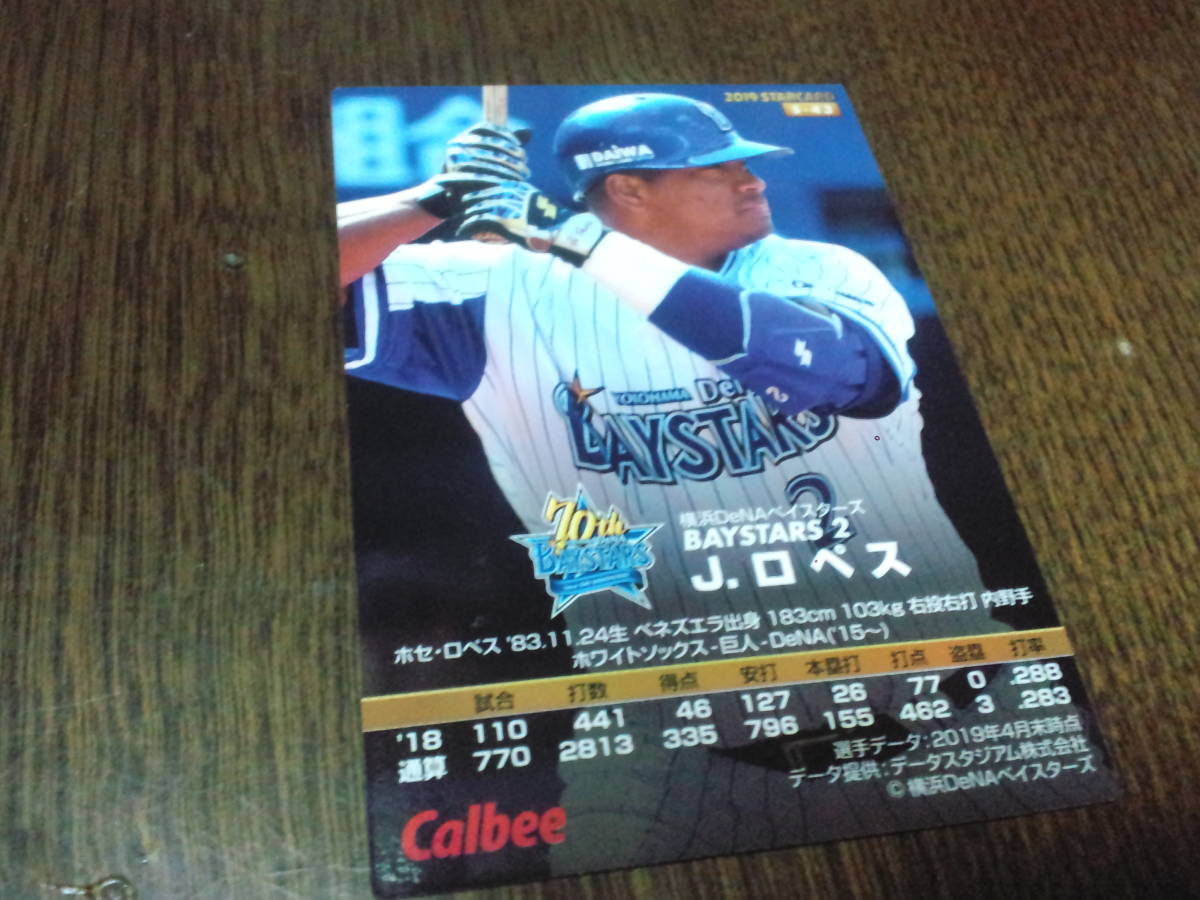 2019 STARCARD
DAIWA
YOKOHAMA De
BAYSTARS
2
70th
BAYSTARS
横浜DeNAベイスターズ
BAYSTARS 2
J.ロペス
ホセ・ロペス '83.11.24生 ベネズエラ出身 183cm 103kg 右投右打 内野手
ホワイトソックス-巨人-DeNA('15〜)
試合 打数 得点 安打 本塁打 打点 盗塁 打率
'18 110 441 46 127 26 77 0 .288
通算 770 2813 335 796 155 462 3 .283
選手データ:2019年4月末時点
データ提供:データスタジアム株式会社
© 横浜DeNAベイスターズ
Calbee